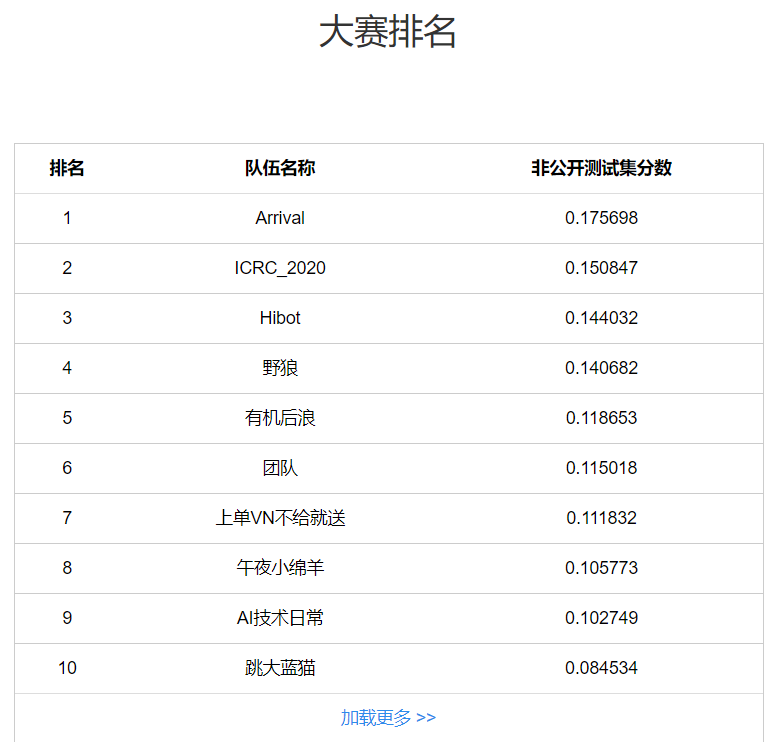 大赛排名
排名 队伍名称 非公开测试集分数
1 Arrival 0.175698
2 ICRC_2020 0.150847
3 Hibot 0.144032
4 野狼 0.140682
5 有机后浪 0.118653
6 团队 0.115018
7 上单VN不给就送 0.111832
8 午夜小绵羊 0.105773
9 AI技术日常 0.102749
10 跳大蓝猫 0.084534
加载更多 >>